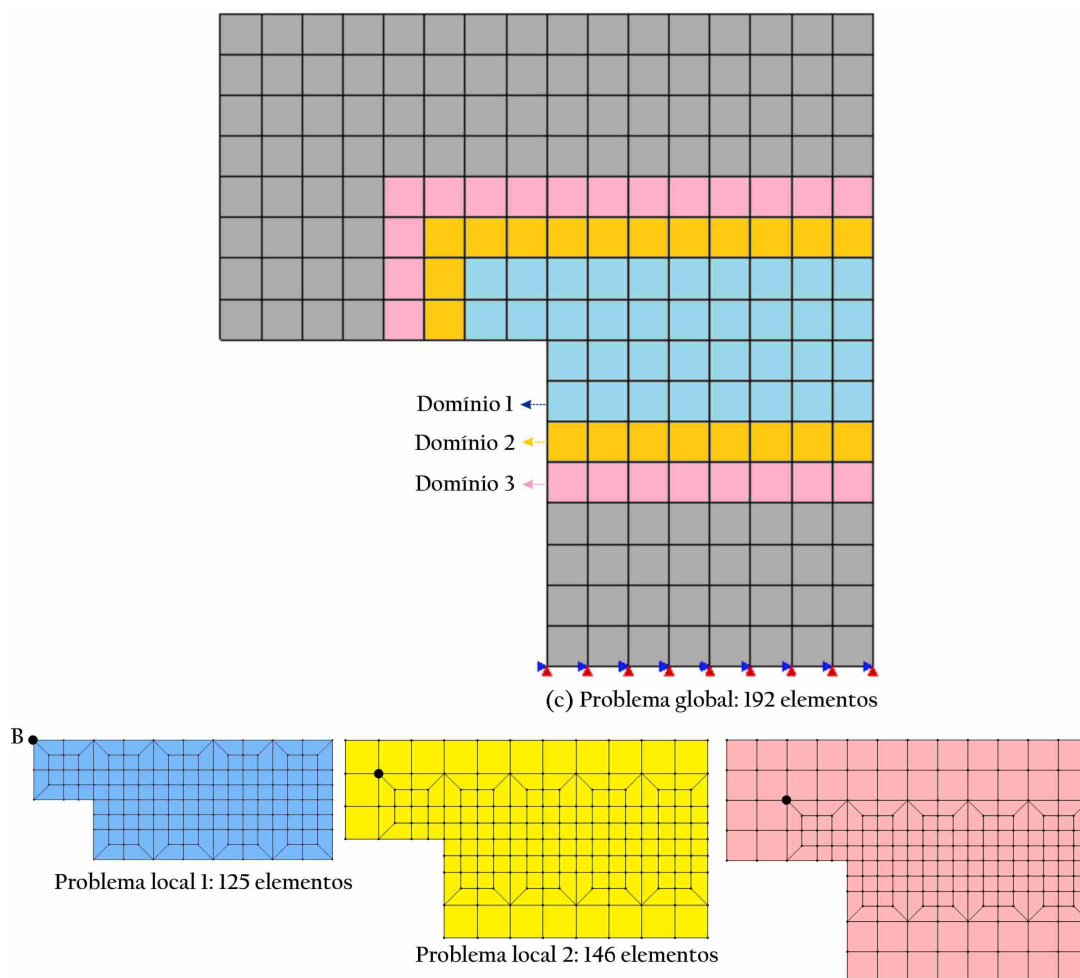 Domínio 1
Domínio 2
Domínio 3
(c) Problema global: 192 elementos
B
Problema local 1: 125 elementos
Problema local 2: 146 elementos